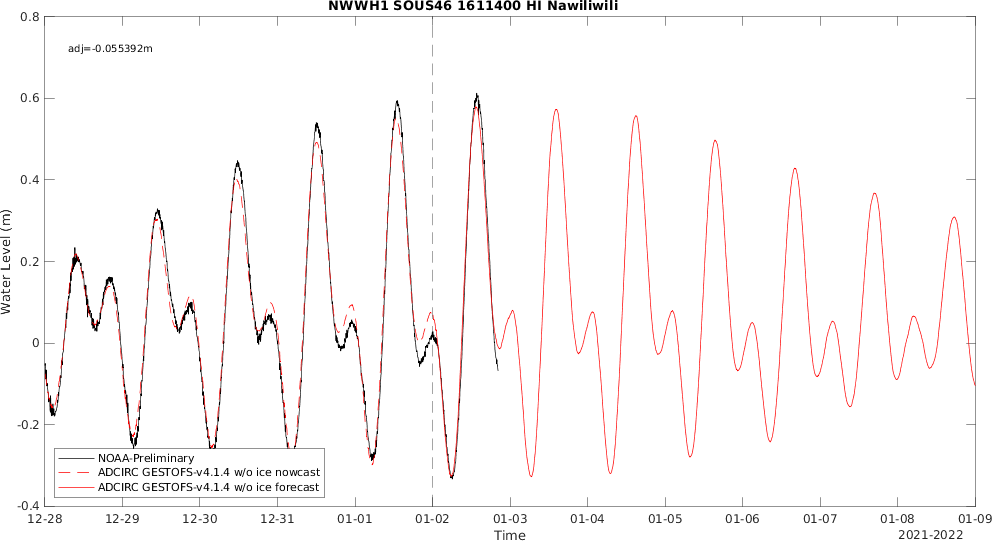 NWWH1 SOUS46 1611400 HI Nawiliwili
adj=-0.055392m
Water Level (m)
0.8
0.6
0.4
0.2
0
-0.2
-0.4
NOAA-Preliminary
ADCIRC GESTOFS-v4.1.4 w/o ice nowcast
ADCIRC GESTOFS-v4.1.4 w/o ice forecast
12-28 12-29 12-30 12-31 01-01 01-02 01-03 01-04 01-05 01-06 01-07 01-08 01-09
Time
2021-2022